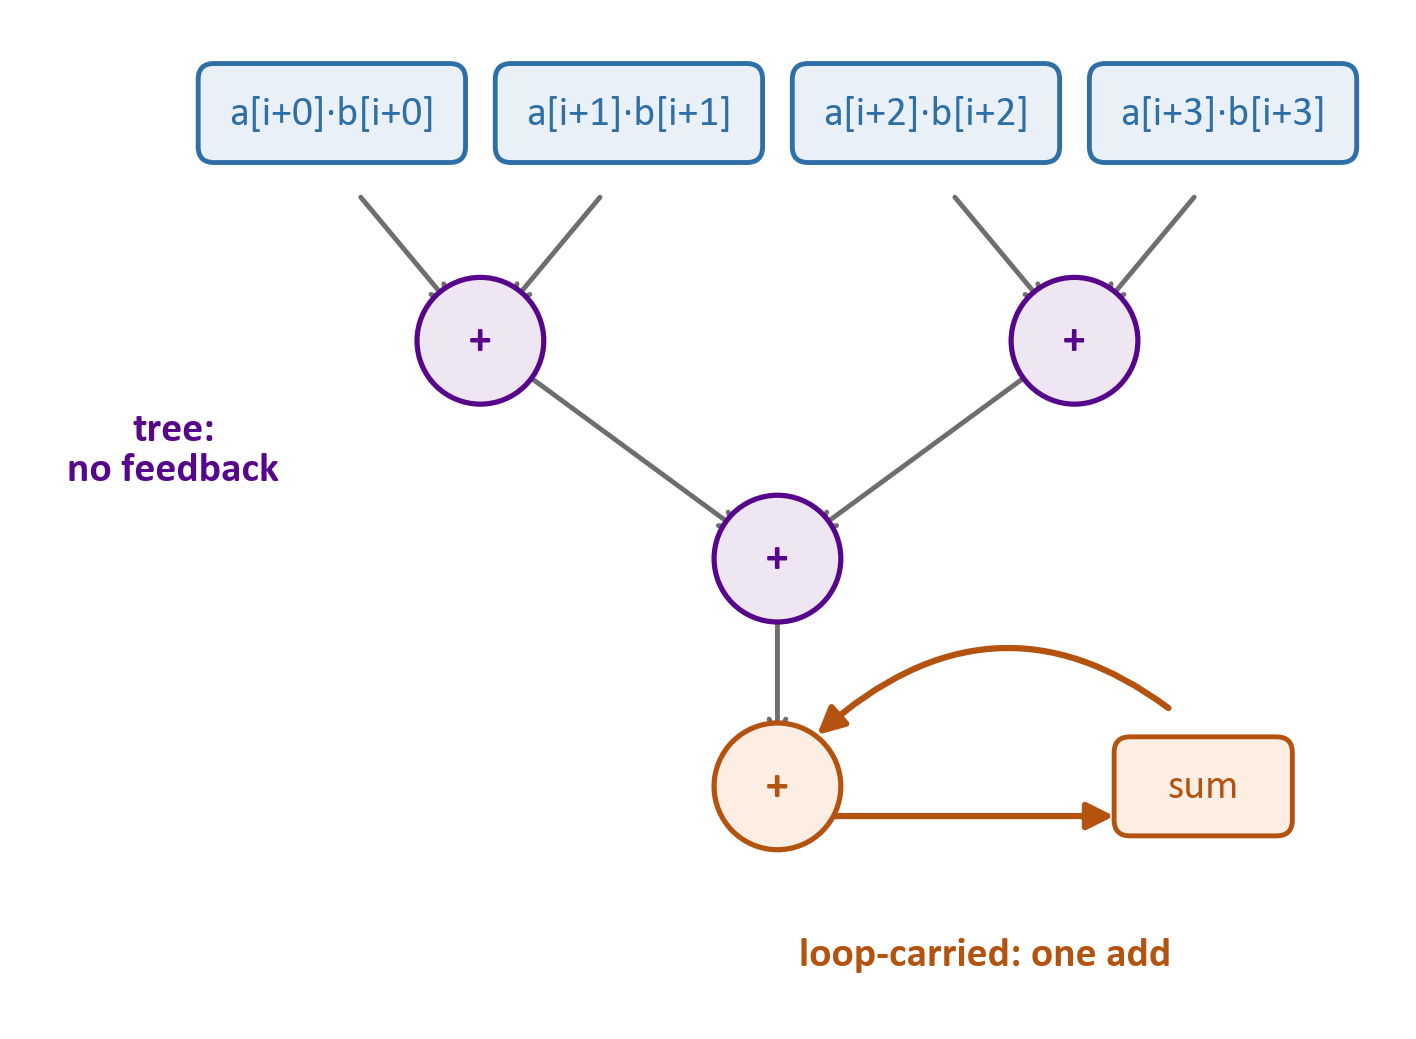 a[i+0]·b[i+0]
a[i+1]·b[i+1]
a[i+2]·b[i+2]
a[i+3]·b[i+3]
+
+
tree:
no feedback
+
+
sum
loop-carried: one add